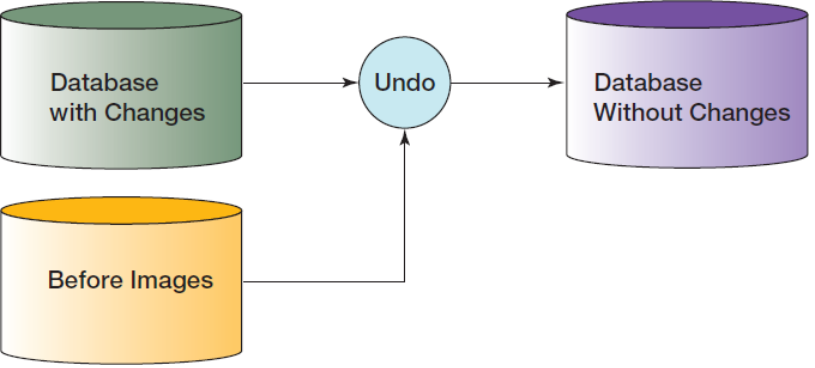 Database
with Changes
Undo
Database
Without Changes
Before Images